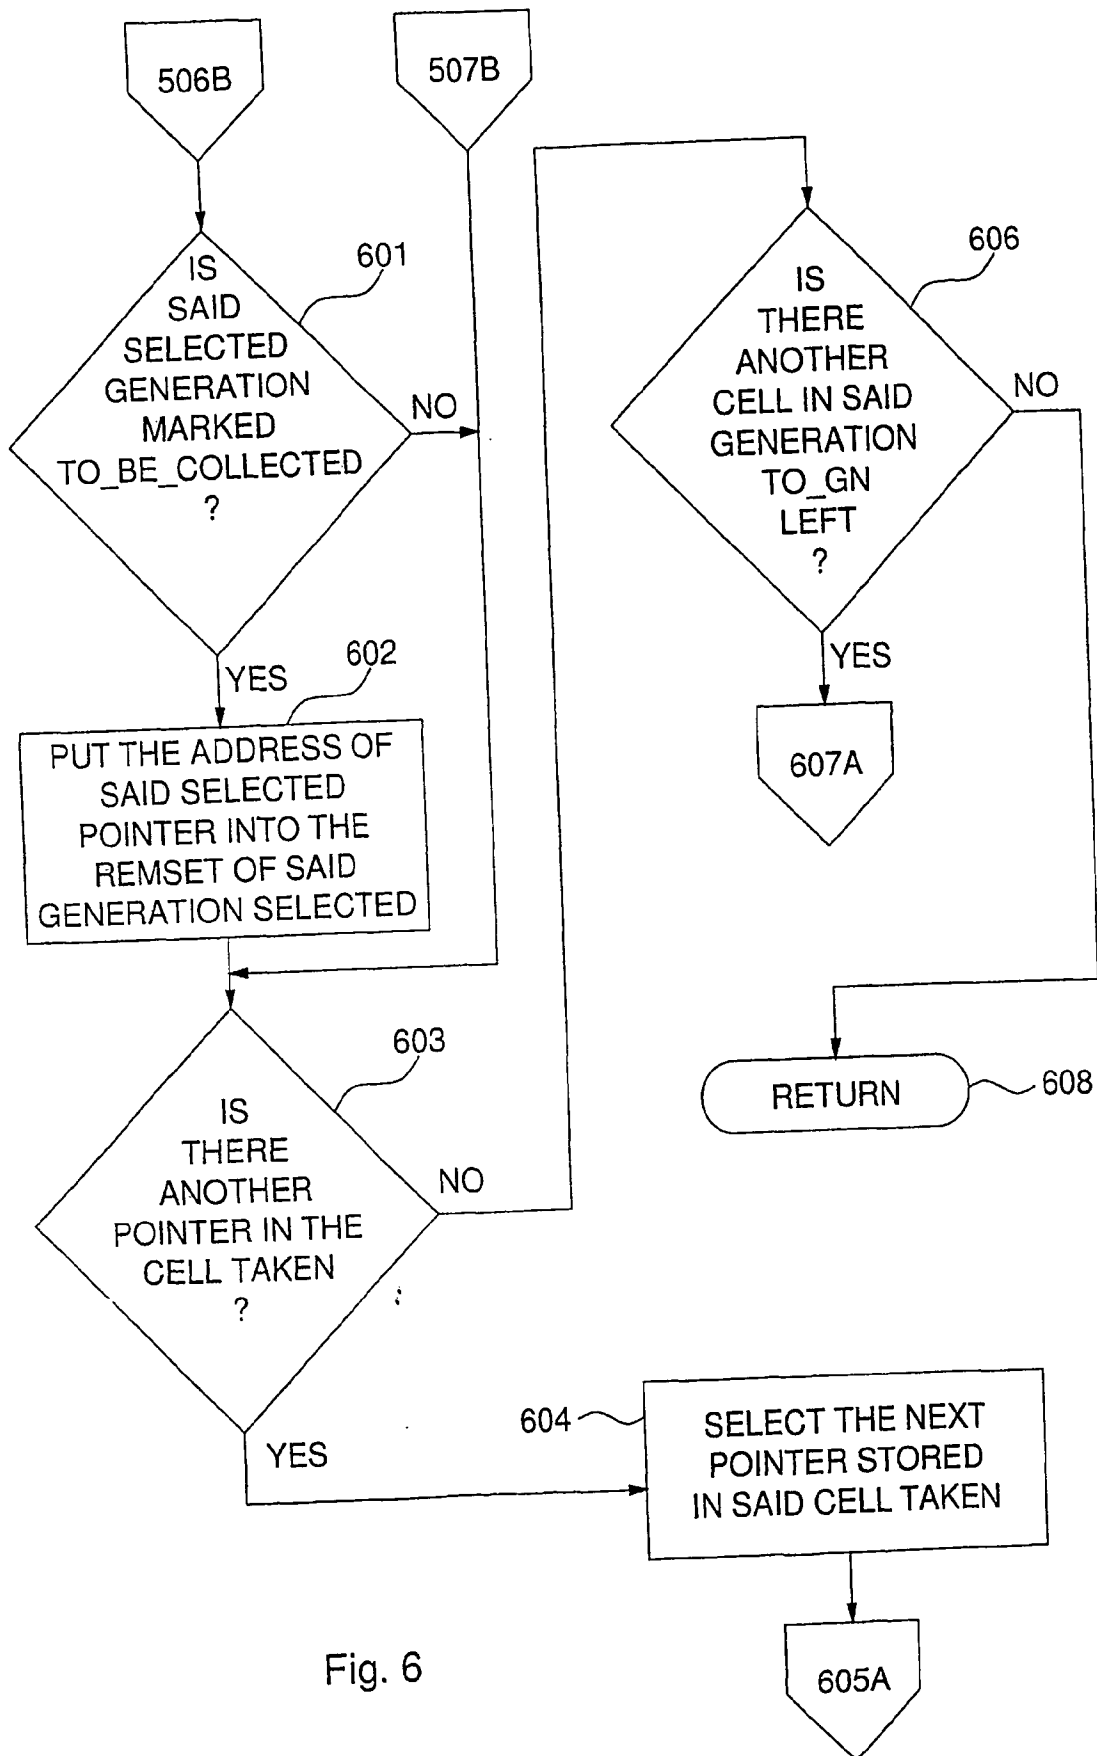 506B
507B
601
IS
SAID
SELECTED
GENERATION
MARKED
TO_BE_COLLECTED
?
NO
YES
602
PUT THE ADDRESS OF
SAID SELECTED
POINTER INTO THE
REMSET OF SAID
GENERATION SELECTED
603
IS
THERE
ANOTHER
POINTER IN THE
CELL TAKEN
?
NO
YES
604
SELECT THE NEXT
POINTER STORED
IN SAID CELL TAKEN
605A
606
IS
THERE
ANOTHER
CELL IN SAID
GENERATION
TO_GN
LEFT
?
NO
YES
607A
RETURN
608
Fig. 6